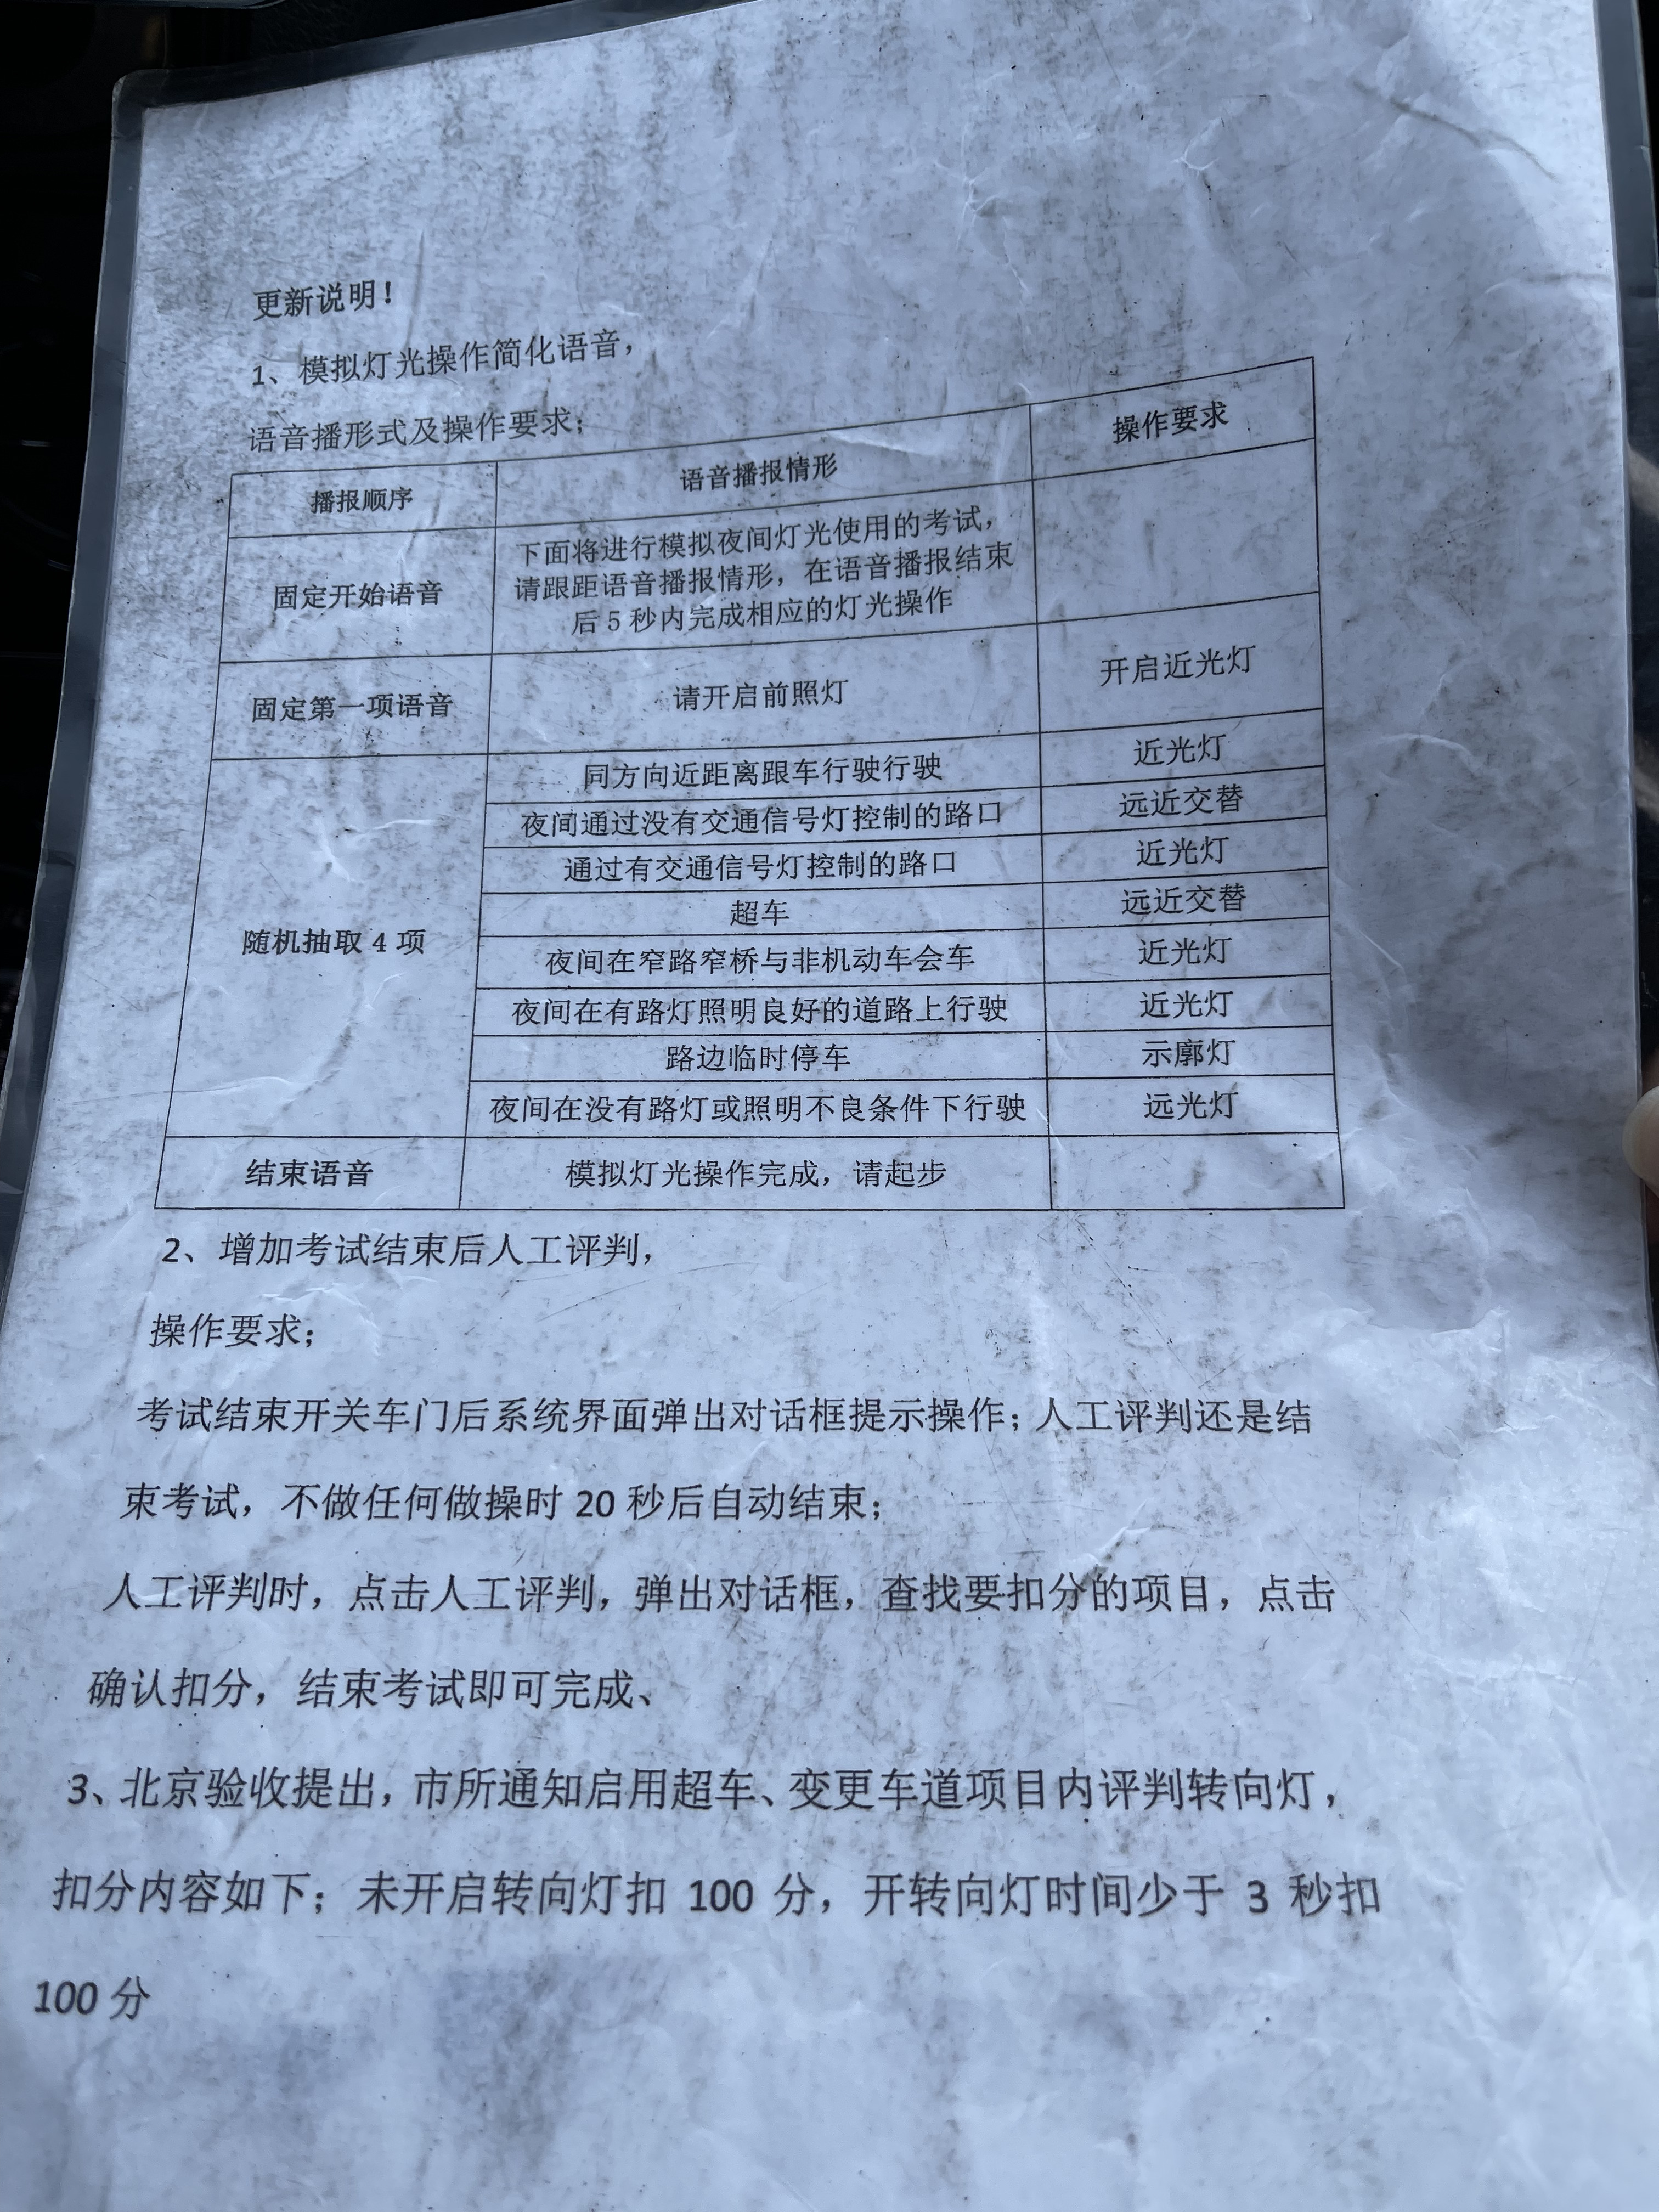 更新说明！
1、模拟灯光操作简化语音，
语音播形式及操作要求；
播报顺序 语音播报情形 操作要求
固定开始语音
下面将进行模拟夜间灯光使用的考试，
请跟距语音播报情形，在语音播报结束
后 5 秒内完成相应的灯光操作
固定第一项语音 请开启前照灯 开启近光灯
随机抽取 4 项
同方向近距离跟车行驶行驶 近光灯
夜间通过没有交通信号灯控制的路口 远近交替
通过有交通信号灯控制的路口 近光灯
超车 远近交替
夜间在窄路窄桥与非机动车会车 近光灯
夜间在有路灯照明良好的道路上行驶 近光灯
路边临时停车 示廓灯
夜间在没有路灯或照明不良条件下行驶 远光灯
结束语音 模拟灯光操作完成，请起步
2、增加考试结束后人工评判，
操作要求；
考试结束开关车门后系统界面弹出对话框提示操作；人工评判还是结
束考试，不做任何做操时 20 秒后自动结束；
人工评判时，点击人工评判，弹出对话框，查找要扣分的项目，点击
确认扣分，结束考试即可完成、
3、北京验收提出，市所通知启用超车、变更车道项目内评判转向灯，
扣分内容如下；未开启转向灯扣 100 分，开转向灯时间少于 3 秒扣
100 分